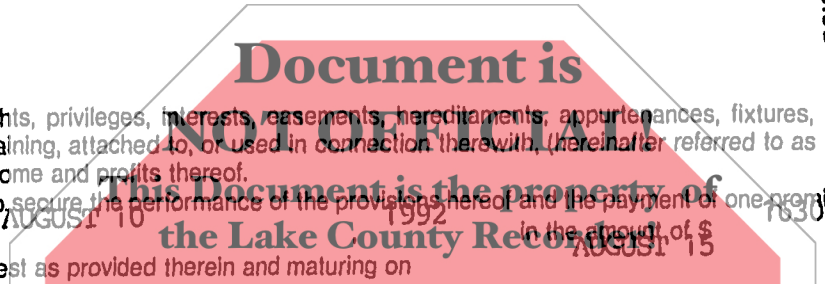 Document is
hts, privileges, interests, easements, hereditaments, appurtenances, fixtures,
NOT OFFICIAL!
aining, attached to, or used in connection therewith, (hereinafter referred to as
ome and profits thereof.
This Document is the property of
secure the performance of the provisions hereof and the payment of one promi
AUGUST 10 1992 1630
the Lake County Recorder!
in the amount of $
AUGUST 15
est as provided therein and maturing on